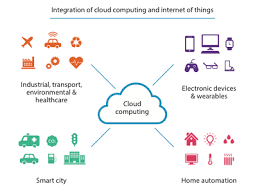 Integration of cloud computing and internet of things
Industrial, transport,
environmental &
healthcare
Electronic devices
& wearables
Cloud
computing
Smart city
Home automation